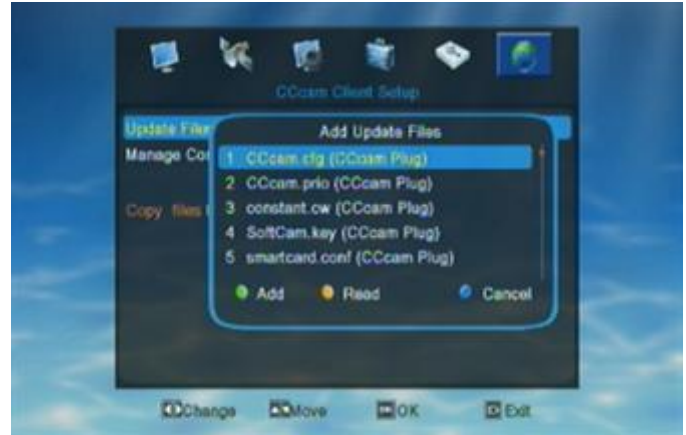 CCcam Client Setup
Update Files
Add Update Files
Manage Con
1 CCcam.cfg (CCcam Plug)
2 CCcam.prio (CCcam Plug)
Copy files
3 constant.cw (CCcam Plug)
4 SoftCam.key (CCcam Plug)
5 smartcard.conf (CCcam Plug)
Add Read Cancel
Change Move OK Exit